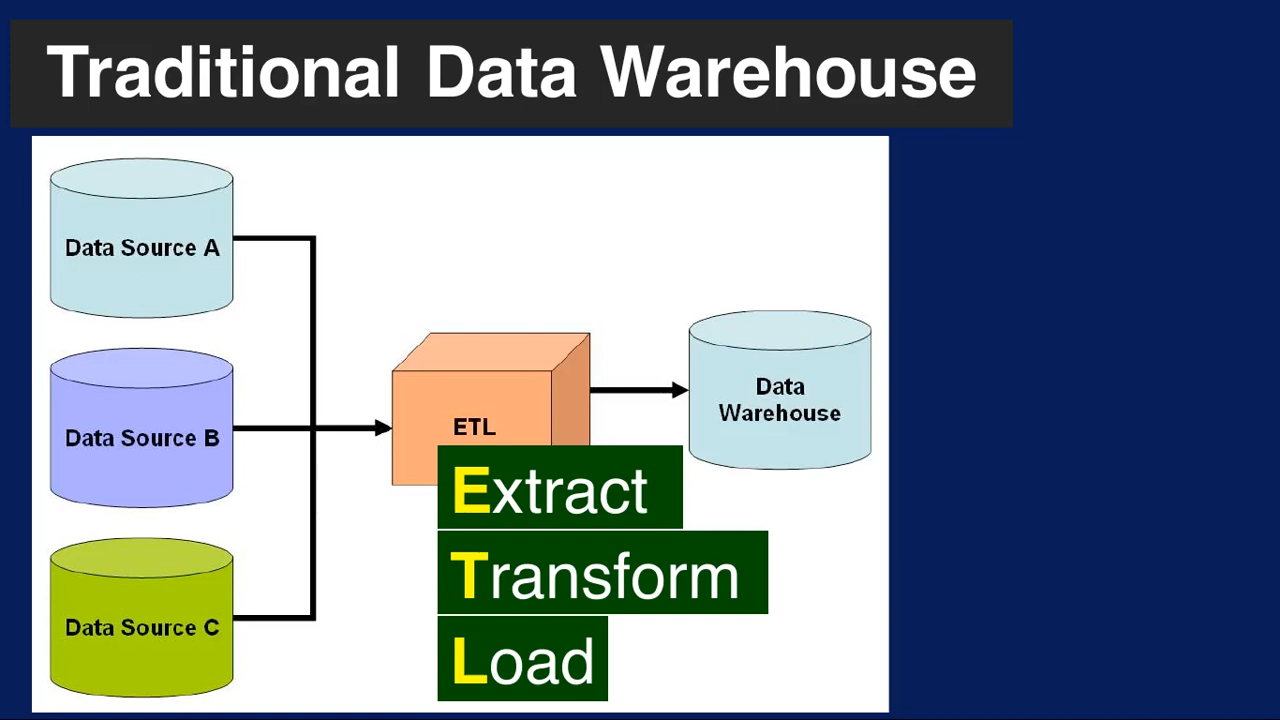 Traditional Data Warehouse
Data Source A
Data Source B
Data Source C
ETL
Extract
Transform
Load
Data
Warehouse